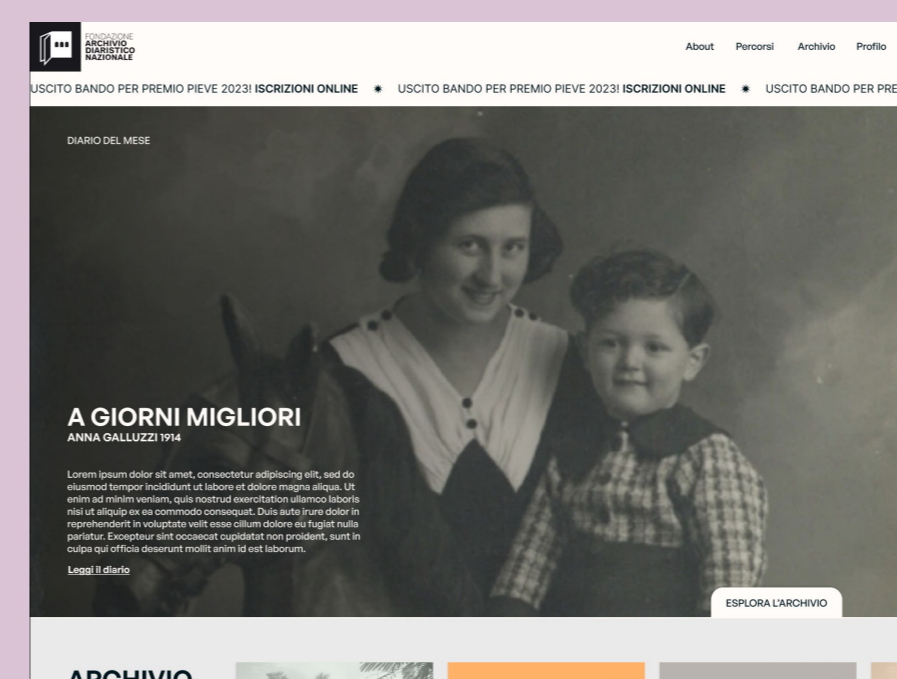 FONDAZIONE
ARCHIVIO
DIARISTICO
NAZIONALE
About Percorsi Archivio Profilo
USCITO BANDO PER PREMIO PIEVE 2023! ISCRIZIONI ONLINE ✷ USCITO BANDO PER PREMIO PIEVE 2023! ISCRIZIONI ONLINE ✷ USCITO BANDO PER PRE
DIARIO DEL MESE
A GIORNI MIGLIORI
ANNA GALLUZZI 1914
Lorem ipsum dolor sit amet, consectetur adipiscing elit, sed do
eiusmod tempor incididunt ut labore et dolore magna aliqua. Ut
enim ad minim veniam, quis nostrud exercitation ullamco laboris
nisi ut aliquip ex ea commodo consequat. Duis aute irure dolor in
reprehenderit in voluptate velit esse cillum dolore eu fugiat nulla
pariatur. Excepteur sint occaecat cupidatat non proident, sunt in
culpa qui officia deserunt mollit anim id est laborum.
Leggi il diario
ESPLORA L'ARCHIVIO
ARCHIVIO